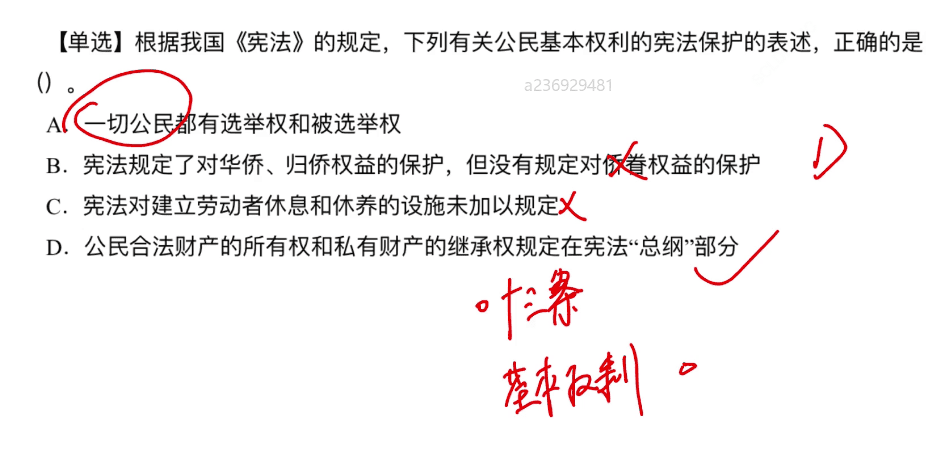 【单选】根据我国《宪法》的规定，下列有关公民基本权利的宪法保护的表述，正确的是
()。
a236929481
A. 一切公民都有选举权和被选举权
B. 宪法规定了对华侨、归侨权益的保护，但没有规定对侨眷权益的保护
D
C. 宪法对建立劳动者休息和休养的设施未加以规定
D. 公民合法财产的所有权和私有财产的继承权规定在宪法“总纲”部分
十三条
基本权利